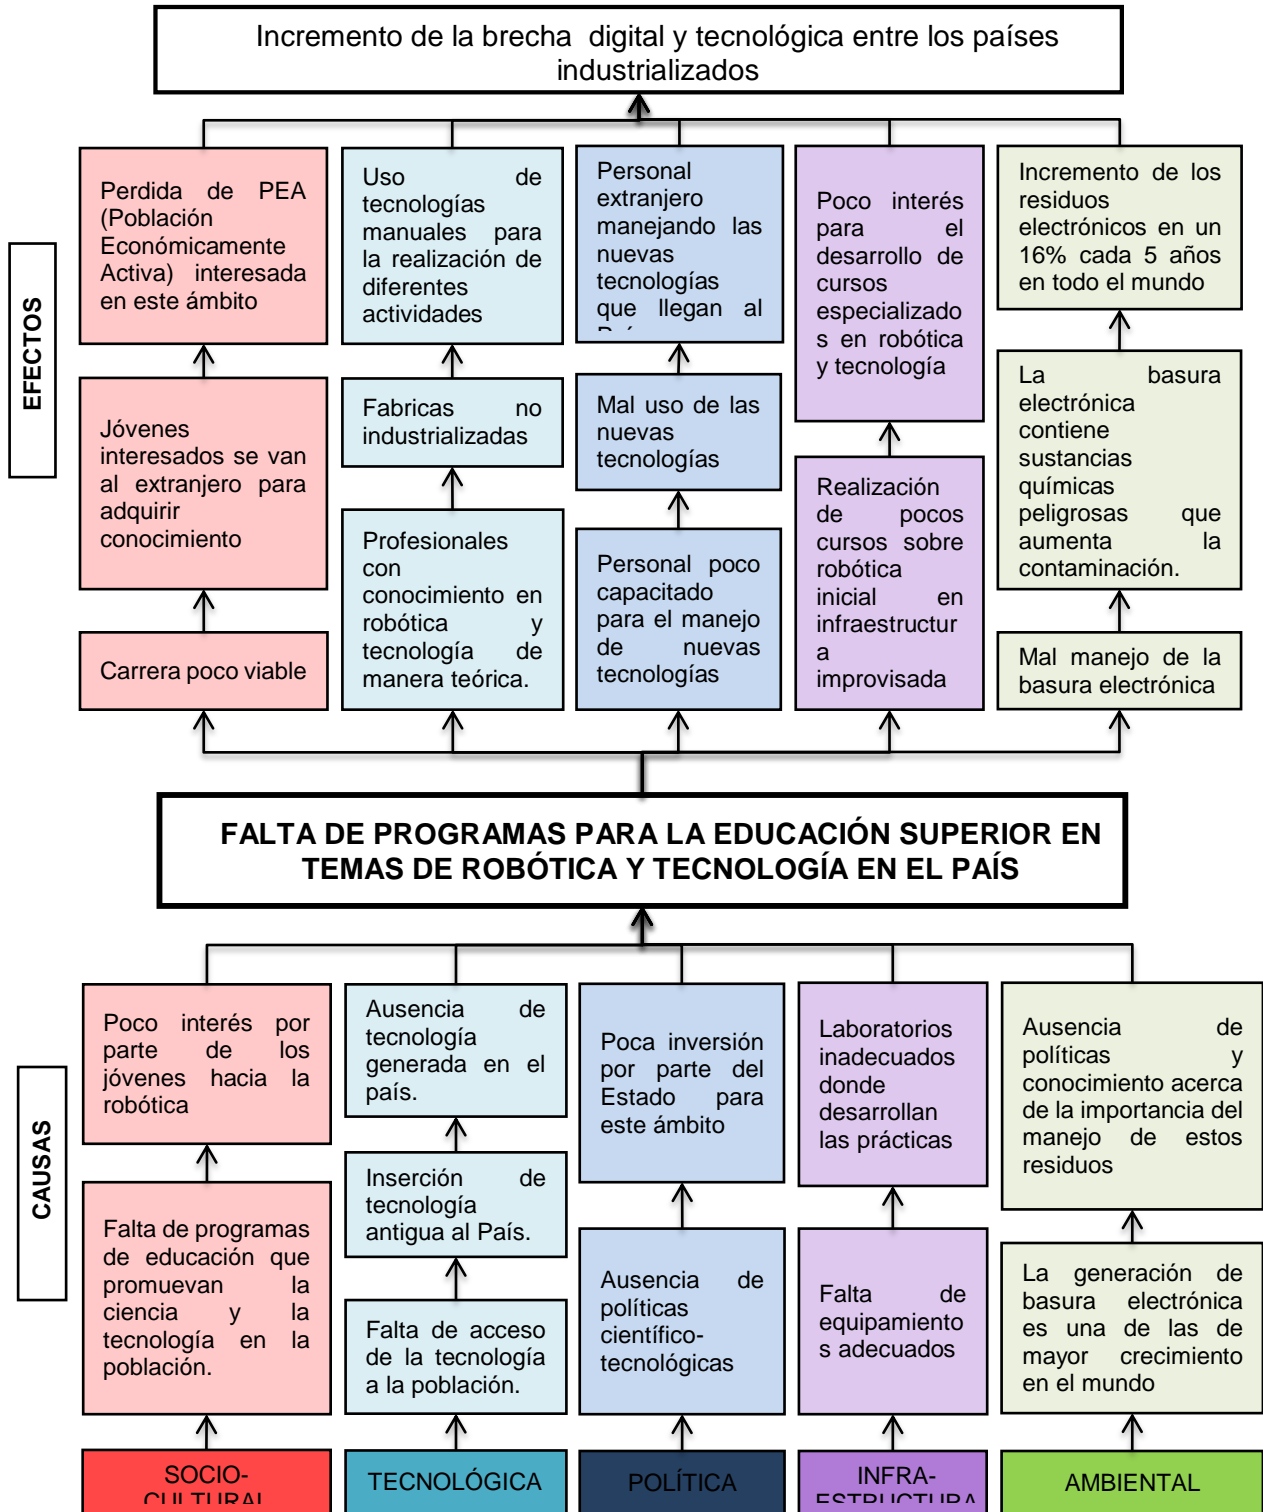 Incremento de la brecha digital y tecnológica entre los países
industrializados
EFECTOS
Perdida de PEA
(Población
Económicamente
Activa) interesada
en este ámbito
Uso de
tecnologías
manuales para
la realización de
diferentes
actividades
Personal
extranjero
manejando las
nuevas
tecnologías
que llegan al
Poco interés
para el
desarrollo de
cursos
especializado
s en robótica
y tecnología
Incremento de los
residuos
electrónicos en un
16% cada 5 años
en todo el mundo
Jóvenes
interesados se van
al extranjero para
adquirir
conocimiento
Fabricas no
industrializadas
Mal uso de las
nuevas
tecnologías
La basura
electrónica
contiene
sustancias
químicas
peligrosas que
aumenta la
contaminación.
Carrera poco viable
Profesionales
con
conocimiento en
robótica y
tecnología de
manera teórica.
Personal poco
capacitado
para el manejo
de nuevas
tecnologías
Realización
de pocos
cursos sobre
robótica
inicial en
infraestructur
a
improvisada
Mal manejo de la
basura electrónica
FALTA DE PROGRAMAS PARA LA EDUCACIÓN SUPERIOR EN
TEMAS DE ROBÓTICA Y TECNOLOGÍA EN EL PAÍS
CAUSAS
Poco interés por
parte de los
jóvenes hacia la
robótica
Ausencia de
tecnología
generada en el
país.
Poca inversión
por parte del
Estado para
este ámbito
Laboratorios
inadecuados
donde
desarrollan
las prácticas
Ausencia de
políticas y
conocimiento acerca
de la importancia del
manejo de estos
residuos
Inserción de
tecnología
antigua al País.
Falta de programas
de educación que
promuevan la
ciencia y la
tecnología en la
población.
Falta de acceso
de la tecnología
a la población.
Ausencia de
políticas
científico-
tecnológicas
Falta de
equipamiento
s adecuados
La generación de
basura electrónica
es una de las de
mayor crecimiento
en el mundo
SOCIO-
CULTURAL
TECNOLÓGICA
POLÍTICA
INFRA-
ESTRUCTURA
AMBIENTAL